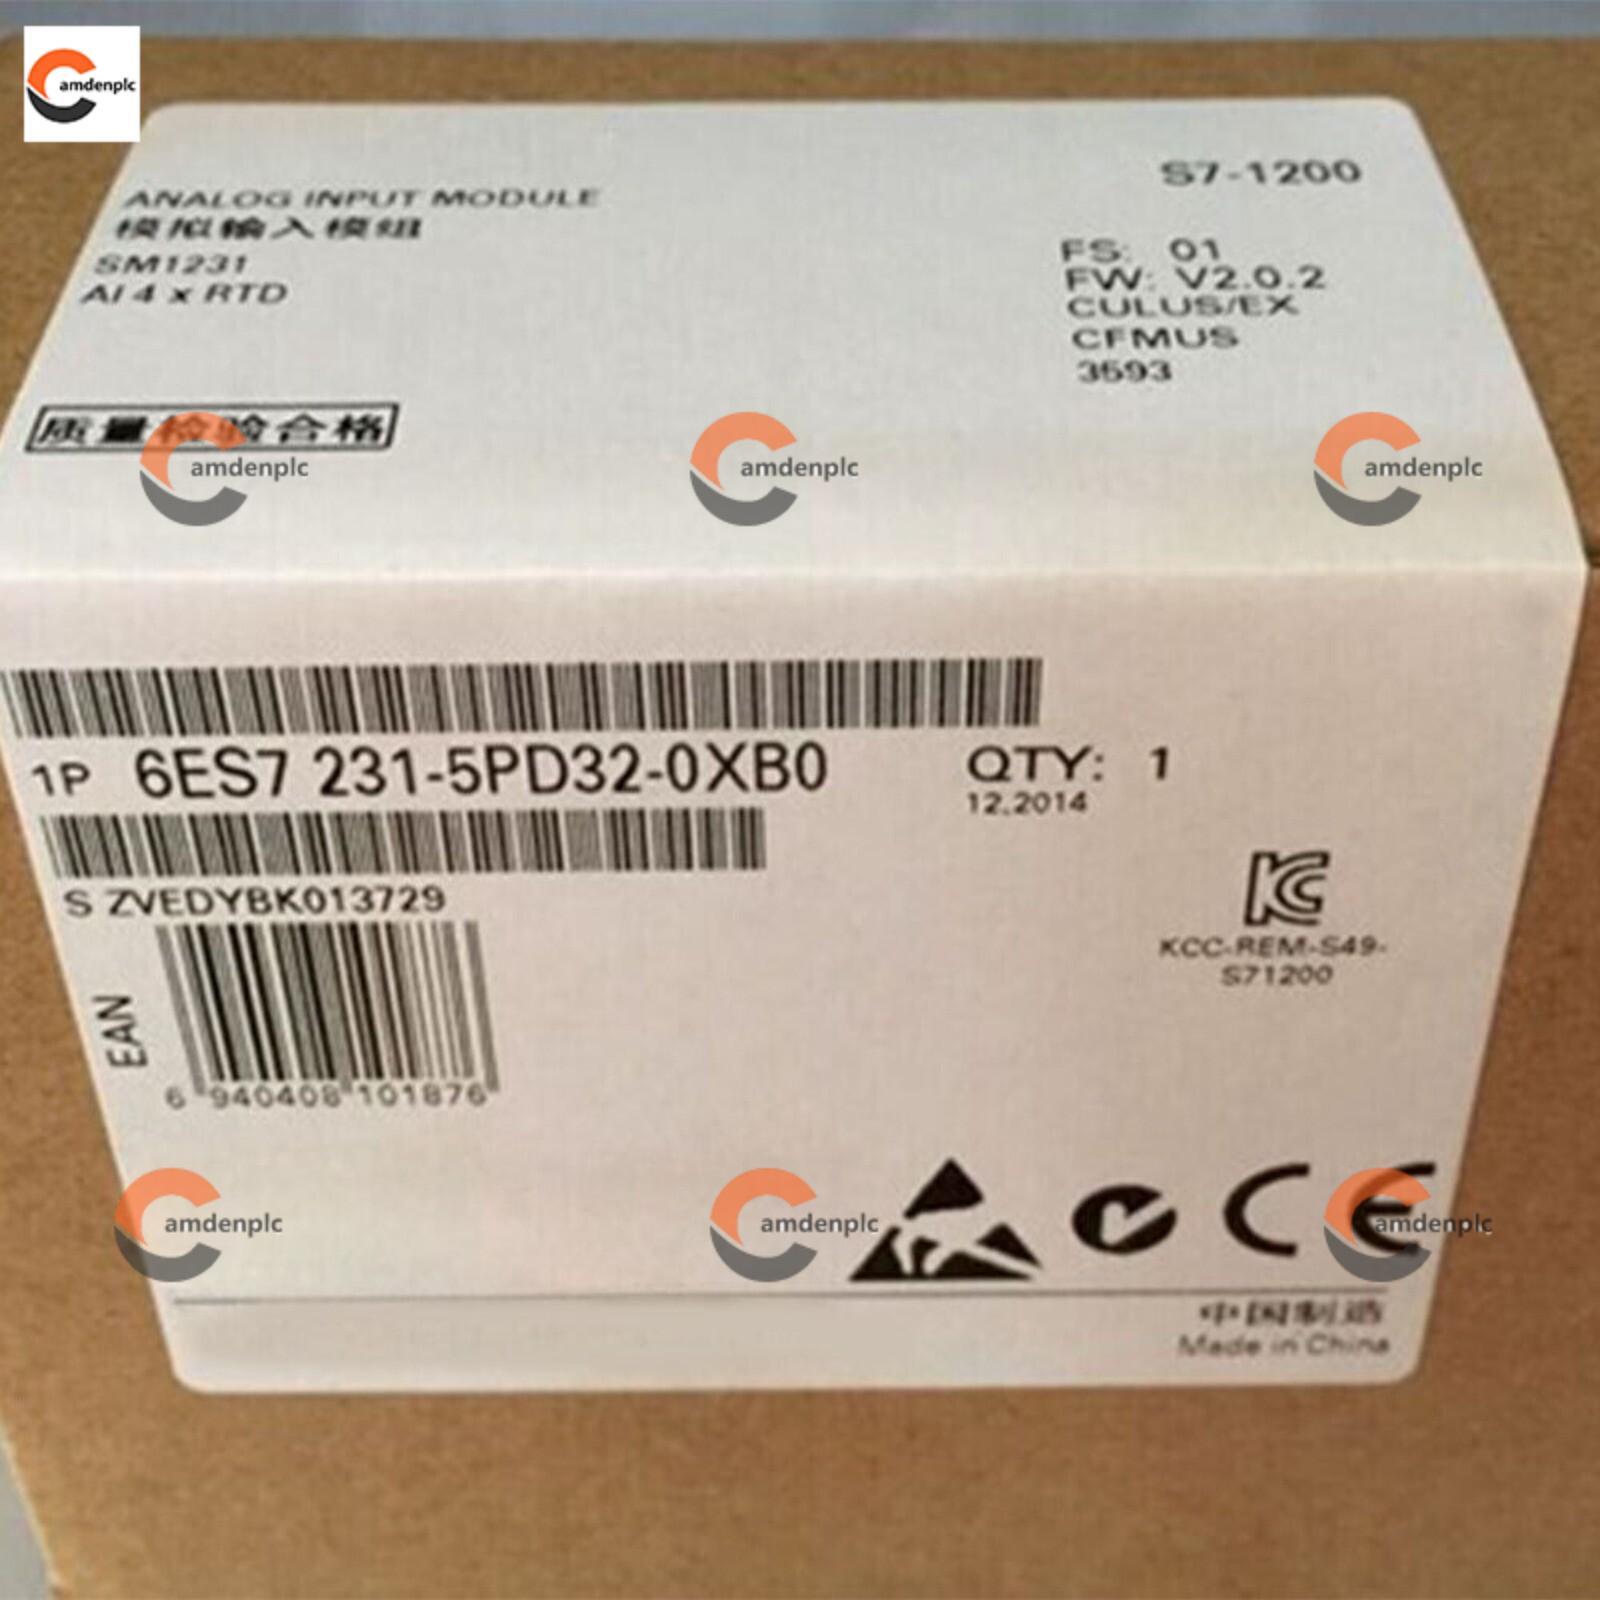 amdenplc
ANALOG INPUT MODULE
模拟输入模组
SM1231
AI 4 x RTD
S7-1200
FS: 01
FW: V2.0.2
CULUS/EX
CFMUS
3593
质量检验合格
amdenplc
amdenplc
amdenplc
1P 6ES7 231-5PD32-0XB0
QTY: 1
12.2014
S ZVEDYBK013729
KC
KCC-REM-S49-
S71200
EAN
6 940408 101876
CE
amdenplc
amdenplc
amdenplc
中国制造
Made in China